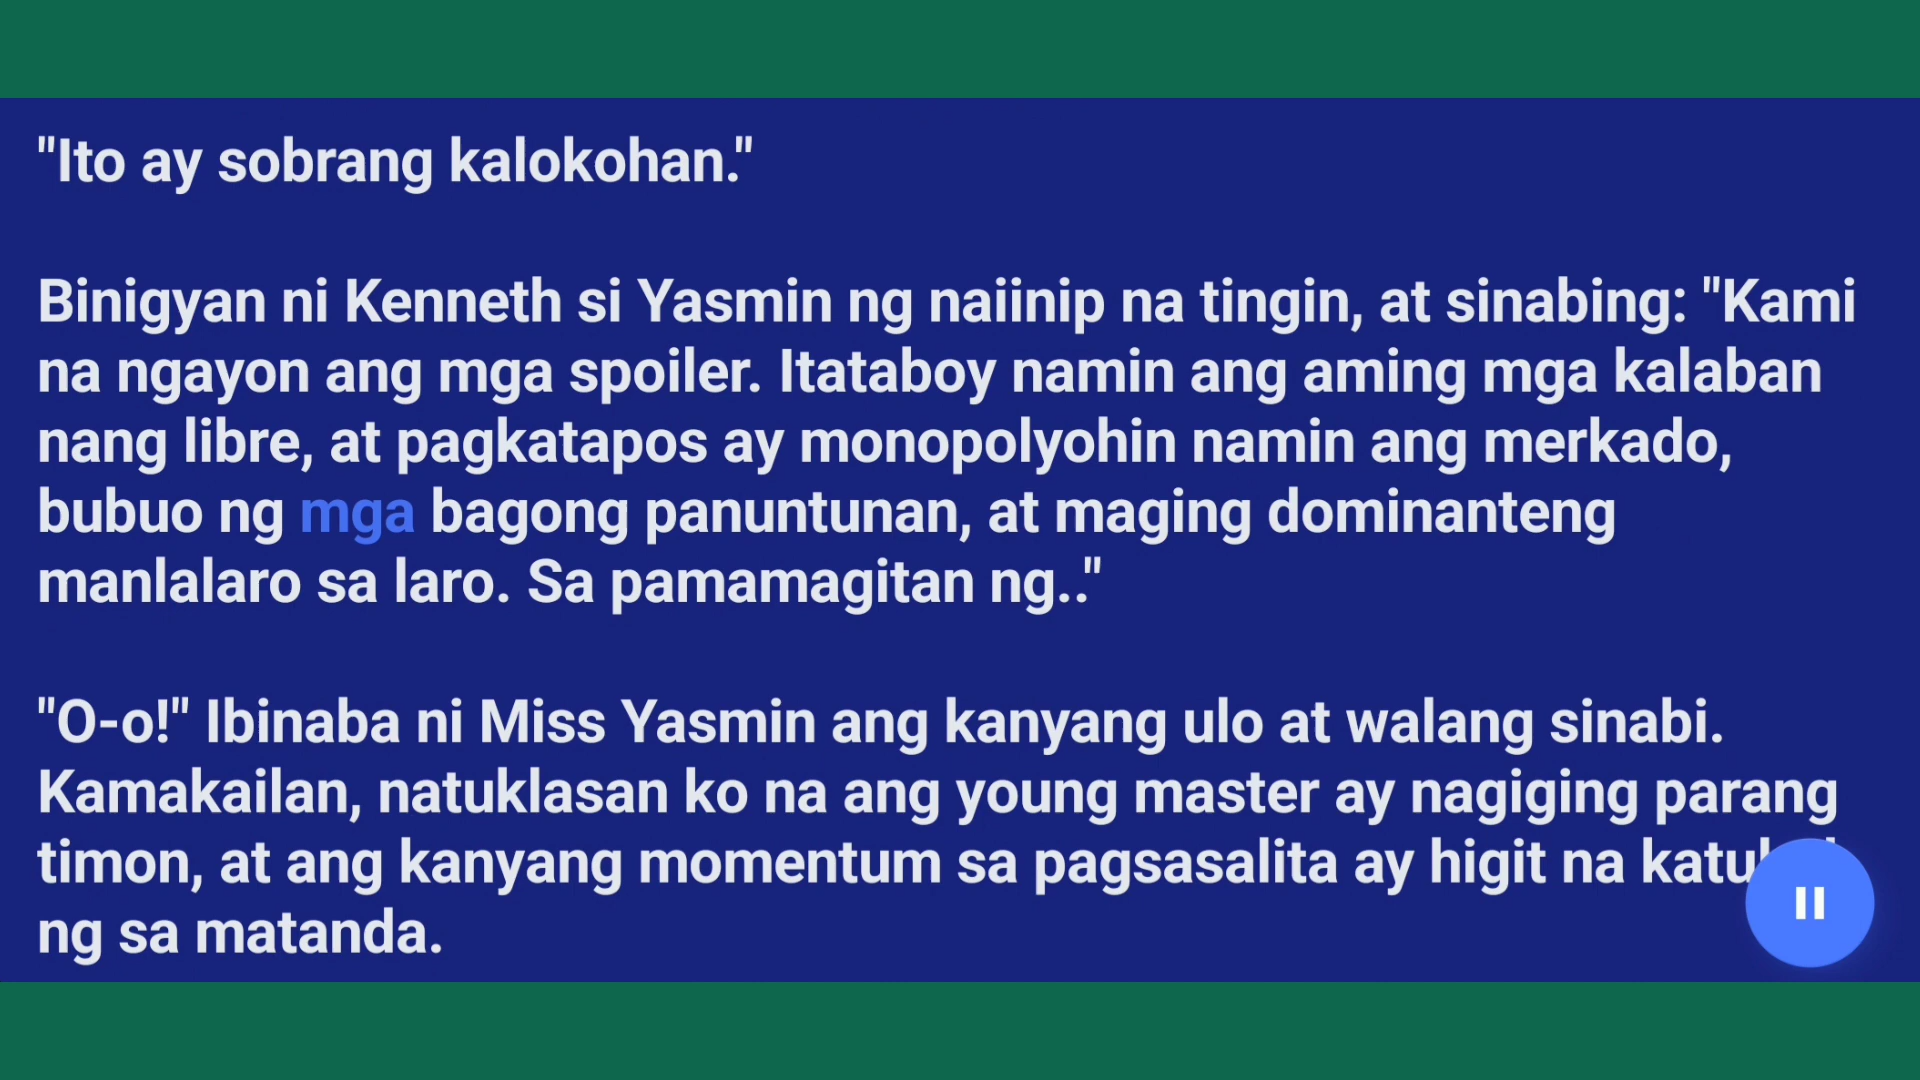 "Ito ay sobrang kalokohan."
Binigyan ni Kenneth si Yasmin ng naiinip na tingin, at sinabing: "Kami
na ngayon ang mga spoiler. Itataboy namin ang aming mga kalaban
nang libre, at pagkatapos ay monopolyohin namin ang merkado,
bubuo ng mga bagong panuntunan, at maging dominanteng
manlalaro sa laro. Sa pamamagitan ng.."
"O-o!" Ibinaba ni Miss Yasmin ang kanyang ulo at walang sinabi.
Kamakailan, natuklasan ko na ang young master ay nagiging parang
timon, at ang kanyang momentum sa pagsasalita ay higit na
ng sa matanda.